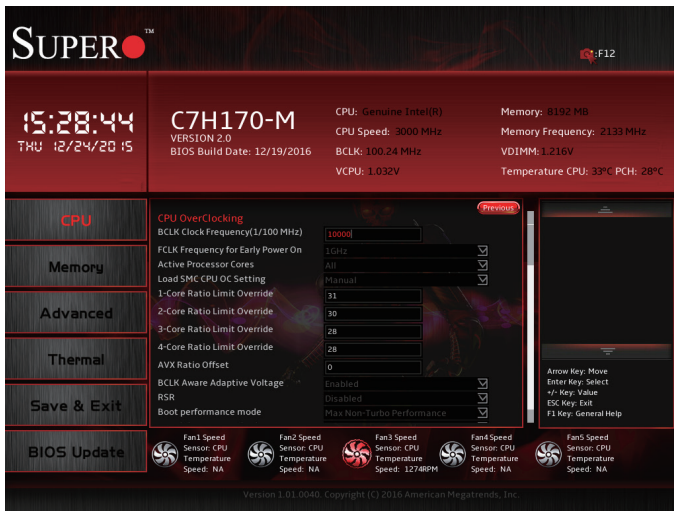 SUPER
TM
:F12
15:28:44
THU 12/24/2015
C7H170-M
VERSION 2.0
BIOS Build Date: 12/19/2016
CPU: Genuine Intel(R)
CPU Speed: 3000 MHz
BCLK: 100.24 MHz
VCPU: 1.032V
Memory: 8192 MB
Memory Frequency: 2133 MHz
VDIMM:1.216V
Temperature CPU: 33°C PCH: 28°C
CPU
Memory
Advanced
Thermal
Save & Exit
BIOS Update
Previous
CPU OverClocking
BCLK Clock Frequency(1/100 MHz) 10000
FCLK Frequency for Early Power On 1GHz
Active Processor Cores All
Load SMC CPU OC Setting Manual
1-Core Ratio Limit Override 31
2-Core Ratio Limit Override 30
3-Core Ratio Limit Override 28
4-Core Ratio Limit Override 28
AVX Ratio Offset 0
BCLK Aware Adaptive Voltage Enabled
RSR Disabled
Boot performance mode Max Non-Turbo Performance
Arrow Key: Move
Enter Key: Select
+/- Key: Value
ESC Key: Exit
F1 Key: General Help
Fan1 Speed
Sensor: CPU
Temperature
Speed: NA
Fan2 Speed
Sensor: CPU
Temperature
Speed: NA
Fan3 Speed
Sensor: CPU
Temperature
Speed: 1274RPM
Fan4 Speed
Sensor: CPU
Temperature
Speed: NA
Fan5 Speed
Sensor: CPU
Temperature
Speed: NA
Version 1.01.0040. Copyright (C) 2016 American Megatrends, Inc.